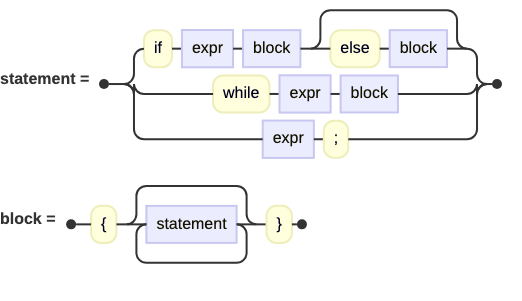 if expr block else block
statement =
while expr block
expr ;
block = { statement }